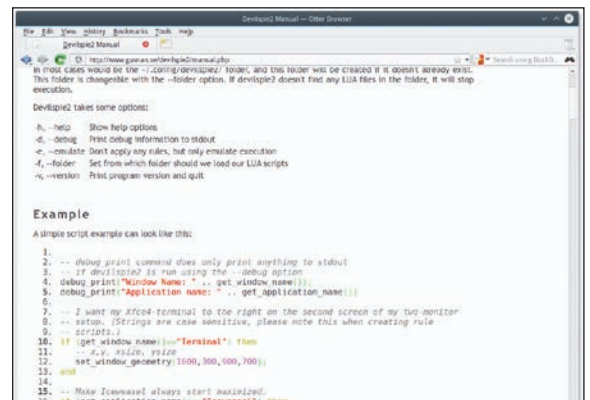 Devilspie2 Manual — Otter Browser
File Edit View History Bookmarks Tools Help
Devilspie2 Manual
http://www.gusnan.se/devilspie2/manual.php
In most cases would be the ~/.config/devilspie2/ folder, and this folder will be created if it doesn't already exist.
This folder is changeable with the --folder option. If devilspie2 doesn't find any LUA files in the folder, it will stop
execution.
Devilspie2 takes some options:
-h, --help Show help options
-d, --debug Print debug information to stdout
-e, --emulate Don't apply any rules, but only emulate execution
-f, --folder Set from which folder should we load our LUA scripts
-v, --version Print program version and quit
Example
A simple script example can look like this:
1.
2. -- debug_print command does only print anything to stdout
3. -- if devilspie2 is run using the --debug option
4. debug_print("Window Name: " .. get_window_name());
5. debug_print("Application name: " .. get_application_name())
6.
7. -- I want my Xfce4-terminal to the right on the second screen of my two-monitor
8. -- setup. (Strings are case sensitive, please note this when creating rule
9. -- scripts.)
10. if (get_window_name()=="Terminal") then
11. -- x,y, xsize, ysize
12. set_window_geometry(1600,300,900,700);
13. end
14.
15. -- Make Iceweasel always start maximized.